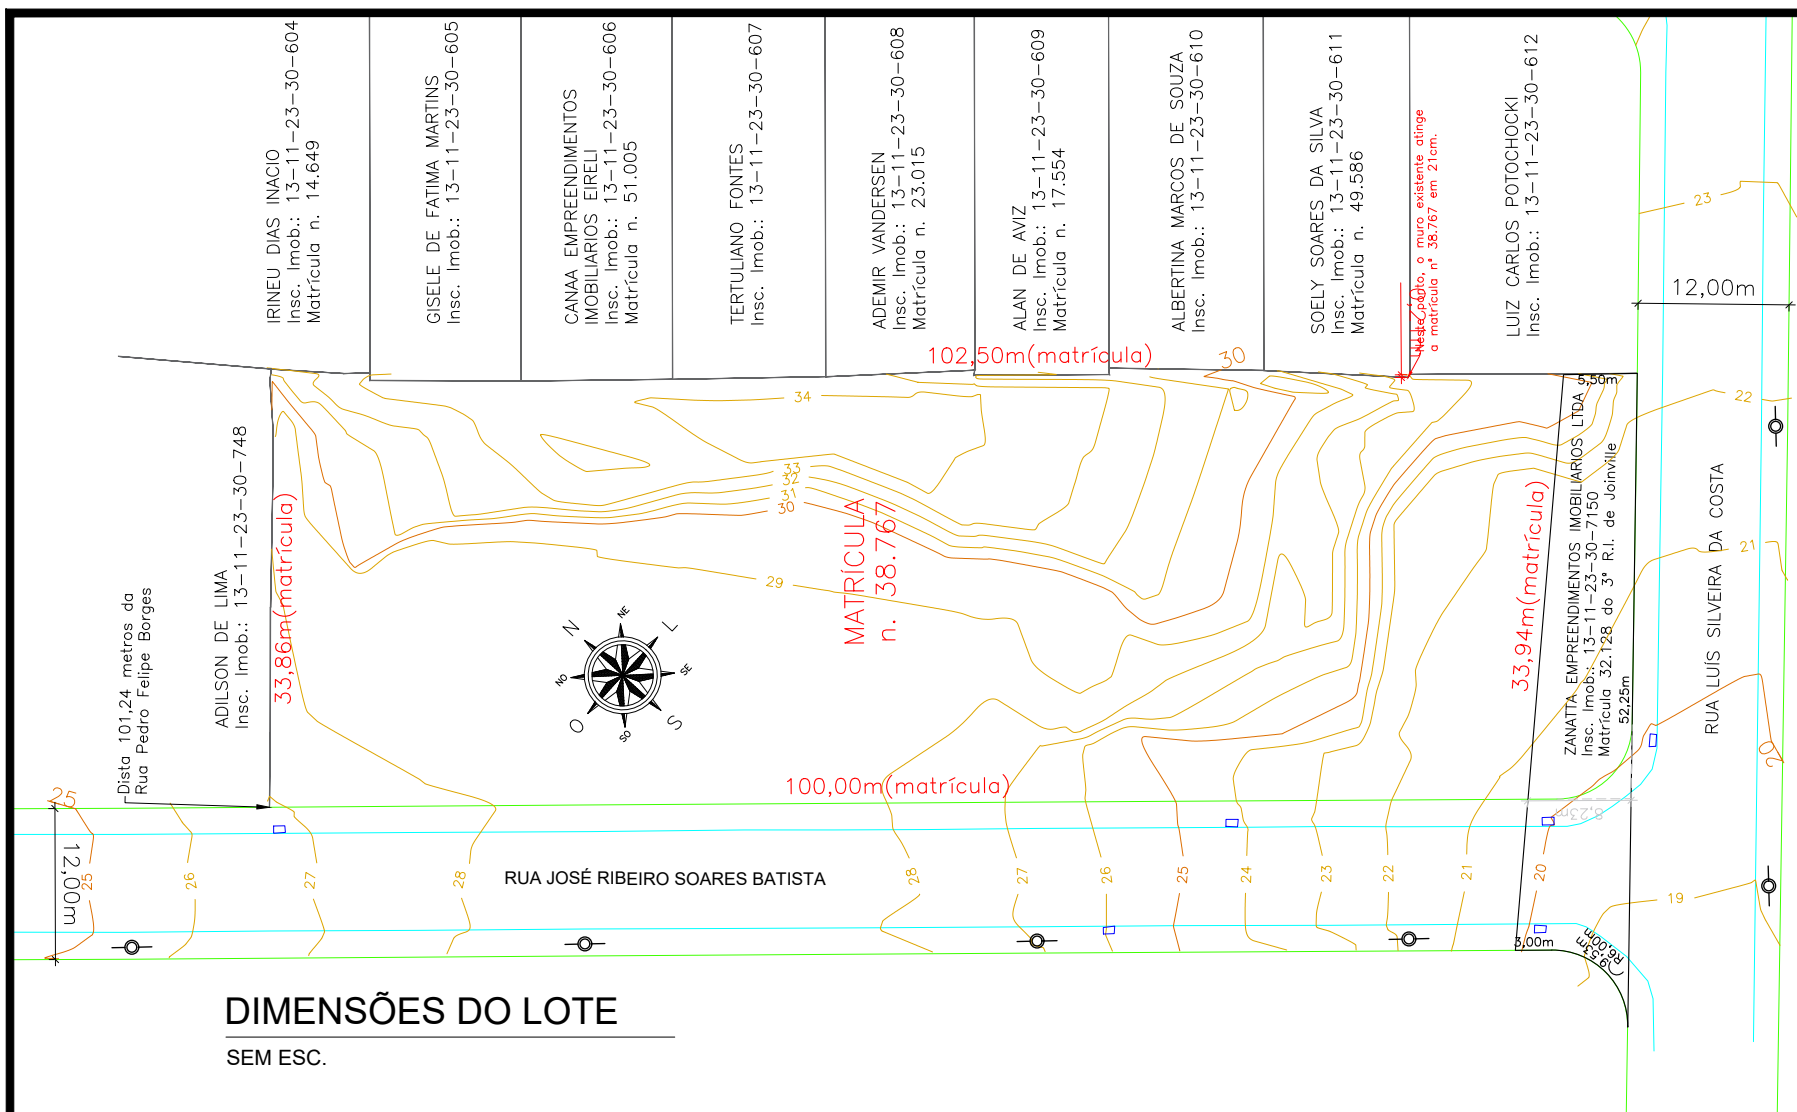 IRINEU DIAS INACIO
Insc. Imob.: 13-11-23-30-604
Matrícula n. 14.649
GISELE DE FATIMA MARTINS
Insc. Imob.: 13-11-23-30-605
CANAA EMPREENDIMENTOS
IMOBILIARIOS EIRELI
Insc. Imob.: 13-11-23-30-606
Matrícula n. 51.005
TERTULIANO FONTES
Insc. Imob.: 13-11-23-30-607
ADEMIR VANDERSEN
Insc. Imob.: 13-11-23-30-608
Matrícula n. 23.015
ALAN DE AVIZ
Insc. Imob.: 13-11-23-30-609
Matrícula n. 17.554
ALBERTINA MARCOS DE SOUZA
Insc. Imob.: 13-11-23-30-610
SOELY SOARES DA SILVA
Insc. Imob.: 13-11-23-30-611
Matrícula n. 49.586
Neste ponto, o muro existente atinge
a matrícula n° 38.767 em 21cm.
LUIZ CARLOS POTOCHOCKI
Insc. Imob.: 13-11-23-30-612
23
12,00m
102,50m(matrícula)
30
5,50m
22
34
33
32
31
30
29
ADILSON DE LIMA
Insc. Imob.: 13-11-23-30-748
33,86m(matrícula)
MATRÍCULA
n. 38.767
33,94m(matrícula)
ZANATTA EMPREENDIMENTOS IMOBILIARIOS LTDA
Insc. Imob.: 13-11-23-30-7150
Matrícula 32.128 do 3ª R.I. de Joinville
52,25m
RUA LUÍS SILVEIRA DA COSTA
21
20
Dista 101,24 metros da
Rua Pedro Felipe Borges
N
NE
L
SE
S
SO
O
NO
100,00m(matrícula)
8,23m
25
12,00m
25
26
27
28
RUA JOSÉ RIBEIRO SOARES BATISTA
28
27
26
25
24
23
22
21
20
19
3,00m
9,53m
R6,00m
DIMENSÕES DO LOTE
SEM ESC.